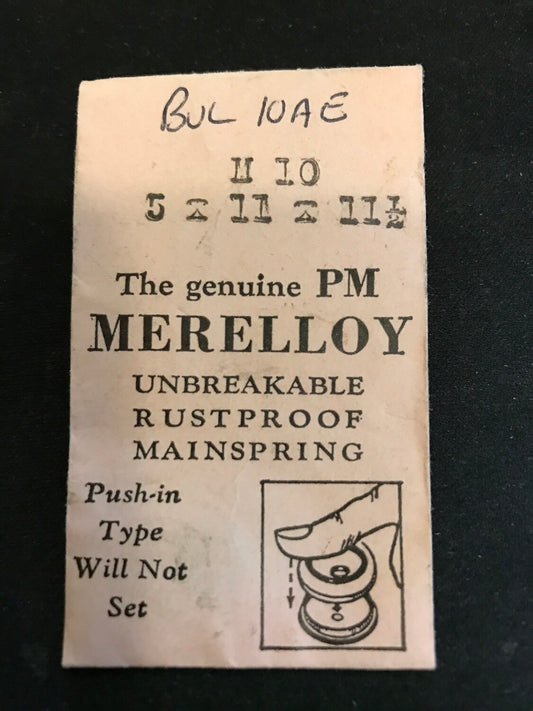 BUL 10AE
M 10
5 x 11 x 11½
The genuine PM
MERELLOY
UNBREAKABLE
RUSTPROOF
MAINSPRING
Push-in
Type
Will Not
Set